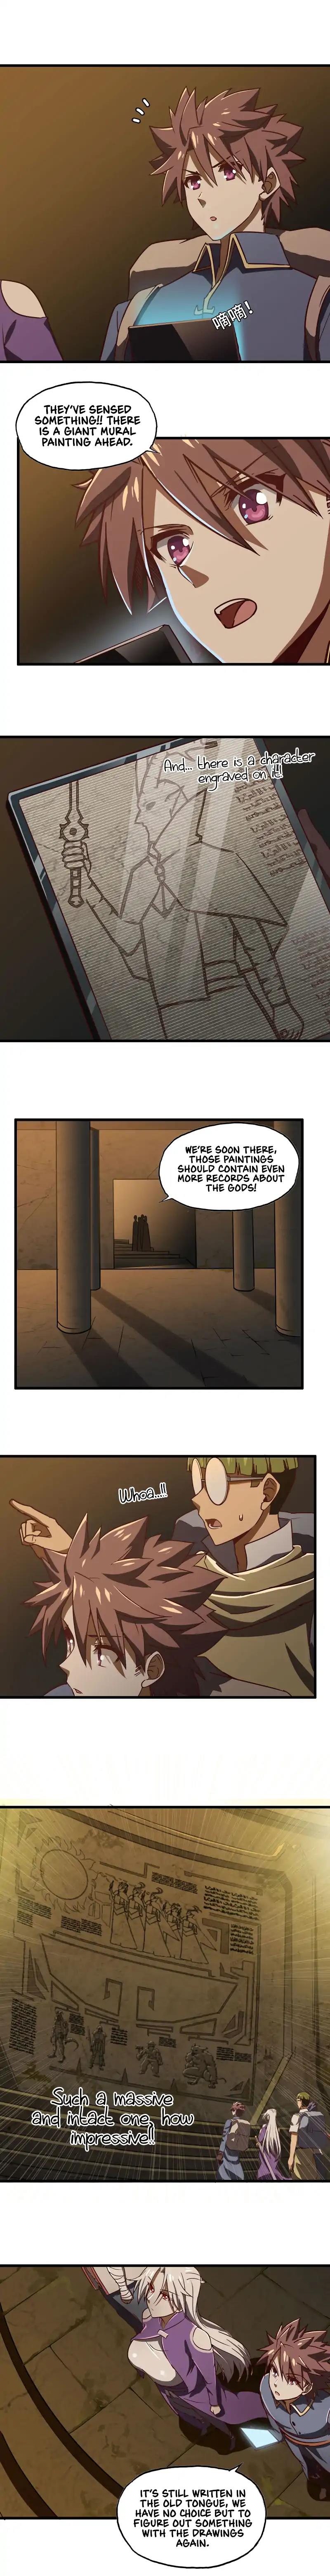 嘀嘀!
THEY'VE SENSED
SOMETHING!! THERE
IS A GIANT MURAL
PAINTING AHEAD.
And... there is a character
engraved on it!
WE'RE SOON THERE,
THOSE PAINTINGS
SHOULD CONTAIN EVEN
MORE RECORDS ABOUT
THE GODS!
Whoa..!!
Such a massive
and intact one, how
impressive!!
IT'S STILL WRITTEN IN
THE OLD TONGUE, WE
HAVE NO CHOICE BUT TO
FIGURE OUT SOMETHING
WITH THE DRAWINGS
AGAIN.